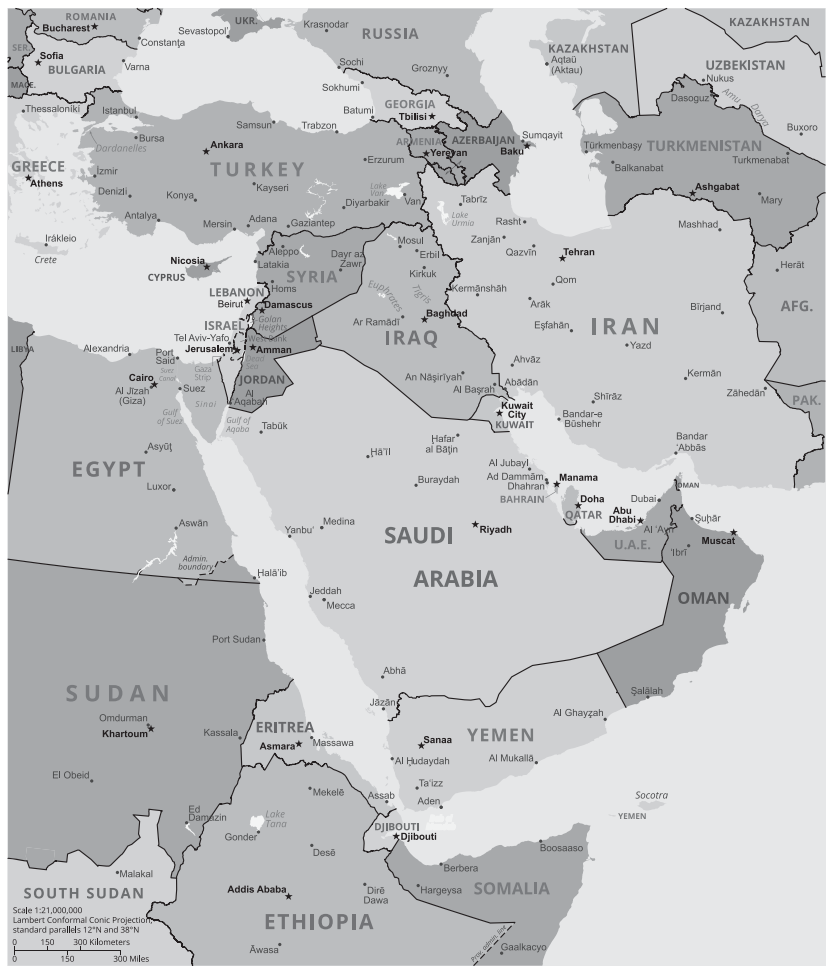 ROMANIA
Bucharest
Constanța
Sevastopol'
UKR.
Krasnodar
RUSSIA
KAZAKHSTAN
SER.
Sofia
BULGARIA
Varna
Sochi
Groznyy
KAZAKHSTAN
Aqtaū
(Aktau)
UZBEKISTAN
Nukus
MACE.
Sokhumi
Dasoguz
Amu
Darya
Thessaloniki
Istanbul
GEORGIA
Tbilisi
Batumi
Buxoro
Bursa
Samsun
Trabzon
Dardanelles
ARMENIA
Yerevan
AZERBAIJAN
Sumqayit
Baku
Türkmenbaşy
TURKMENISTAN
Turkmenabat
Balkanabat
Ankara
GREECE
Athens
TURKEY
Erzurum
İzmir
Denizli
Konya
Kayseri
Lake
Van
Van
Diyarbakir
Tabrīz
Lake
Urmia
Ashgabat
Mary
Antalya
Adana
Mersin
Gaziantep
Rasht
Mashhad
Irákleio
Crete
Nicosia
CYPRUS
Aleppo
Latakia
Dayr az
Zawr
SYRIA
Homs
Mosul
Erbil
Kirkuk
Zanjān
Qazvīn
Tehran
Qom
Herāt
LEBANON
Beirut
Damascus
Golan
Heights
Euphrates
Tigris
Kermānshāh
Arāk
Bīrjand
AFG.
ISRAEL
Tel Aviv-Yafo
West Bank
Jerusalem
Amman
Dead
Sea
Ar Ramādī
Baghdad
IRAQ
Eşfahān
IRAN
Yazd
LIBYA
Alexandria
Port
Said
Suez
Canal
Gaza
Strip
JORDAN
Al
'Aqabah
An Nāşirīyah
Al Başrah
Ahvāz
Ābādān
Kermān
Zāhedān
Cairo
Al Jīzah
(Giza)
Suez
Sinai
Gulf
of Suez
Gulf of
Aqaba
Tabūk
Kuwait
City
KUWAIT
Shīrāz
Bandar-e
Būshehr
PAK.
Asyūţ
EGYPT
Luxor
Ḩā'īl
Hafar
al Bāţin
Buraydah
Al Jubayl
Ad Dammām
Dhahran
Manama
BAHRAIN
Bandar
'Abbās
OMAN
Doha
QATAR
Dubai
Abu
Dhabi
Al 'Ayn
Şuḩār
U.A.E.
'Ibrī
Muscat
Aswān
Yanbu'
Medina
SAUDI
Riyadh
ARABIA
OMAN
Admin.
boundary
Ḩalā'ib
Jeddah
Mecca
Port Sudan
Abhā
Jāzān
Şalālah
SUDAN
Omdurman
Khartoum
Kassala
ERITREA
Asmara
Massawa
Sanaa
YEMEN
Al Ghayz̧ah
Al Ḩudaydah
Al Mukallā
El Obeid
Ta'izz
Mekelē
Assab
Aden
Socotra
YEMEN
Ed
Damazin
Lake
Tana
Gonder
DJIBOUTI
Djibouti
Desē
Boosaaso
Berbera
Malakal
SOUTH SUDAN
Addis Ababa
Dirē
Dawa
Hargeysa
SOMALIA
ETHIOPIA
Āwasa
Prov. admin. line
Gaalkacyo
Scale 1:21,000,000
Lambert Conformal Conic Projection,
standard parallels 12°N and 38°N
0 150 300 Kilometers
0 150 300 Miles